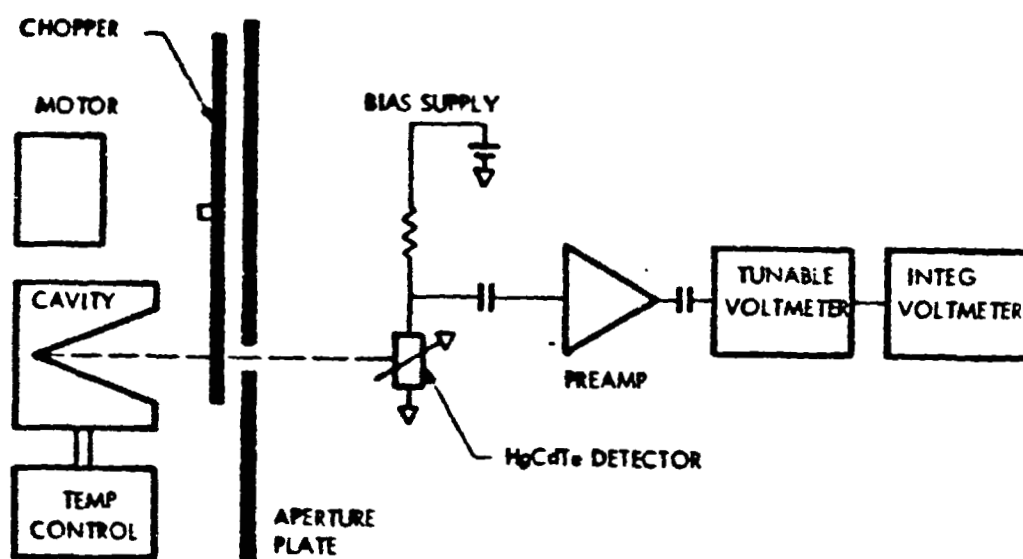 CHOPPER
MOTOR
BIAS SUPPLY
CAVITY
TUNABLE
VOLTMETER
INTEG
VOLTMETER
PREAMP
HgCdTe DETECTOR
TEMP
CONTROL
APERTURE
PLATE